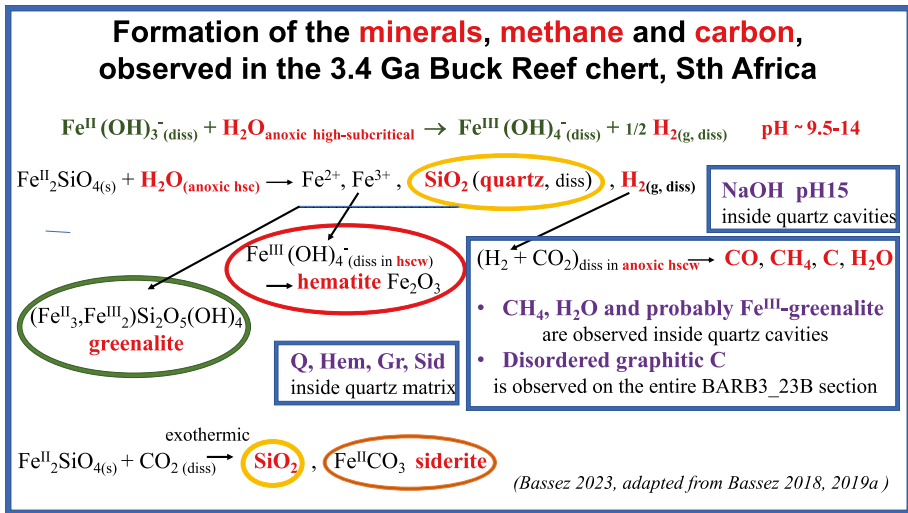 Formation of the minerals, methane and carbon,
observed in the 3.4 Ga Buck Reef chert, Sth Africa
Feᴵᴵ(OH)₃⁻(diss) + H₂O anoxic high-subcritical → Feᴵᴵᴵ(OH)₄⁻(diss) + 1/2 H₂(g, diss) pH ~ 9.5-14
Feᴵᴵ₂SiO₄(s) + H₂O(anoxic hsc) → Fe²⁺, Fe³⁺ , SiO₂ (quartz, diss) , H₂(g, diss)
NaOH pH15
inside quartz cavities
Feᴵᴵᴵ(OH)₄⁻(diss in hscw)
→ hematite Fe₂O₃
(H₂ + CO₂)diss in anoxic hscw → CO, CH₄, C, H₂O
• CH₄, H₂O and probably Feᴵᴵᴵ-greenalite
are observed inside quartz cavities
• Disordered graphitic C
is observed on the entire BARB3_23B section
(Feᴵᴵ₃,Feᴵᴵᴵ₂)Si₂O₅(OH)₄
greenalite
Q, Hem, Gr, Sid
inside quartz matrix
exothermic
Feᴵᴵ₂SiO₄(s) + CO₂ (diss) → SiO₂ , FeᴵᴵCO₃ siderite
(Bassez 2023, adapted from Bassez 2018, 2019a )